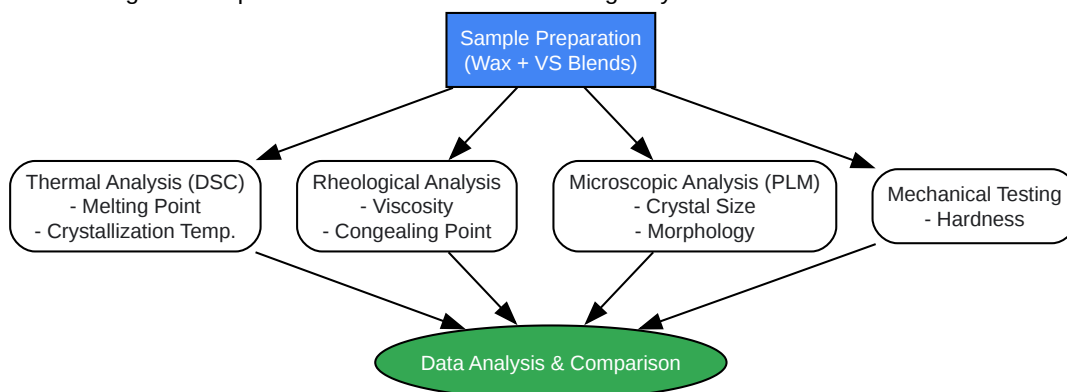 Sample Preparation
(Wax + VS Blends)
Thermal Analysis (DSC)
- Melting Point
- Crystallization Temp.
Rheological Analysis
- Viscosity
- Congealing Point
Microscopic Analysis (PLM)
- Crystal Size
- Morphology
Mechanical Testing
- Hardness
Data Analysis & Comparison